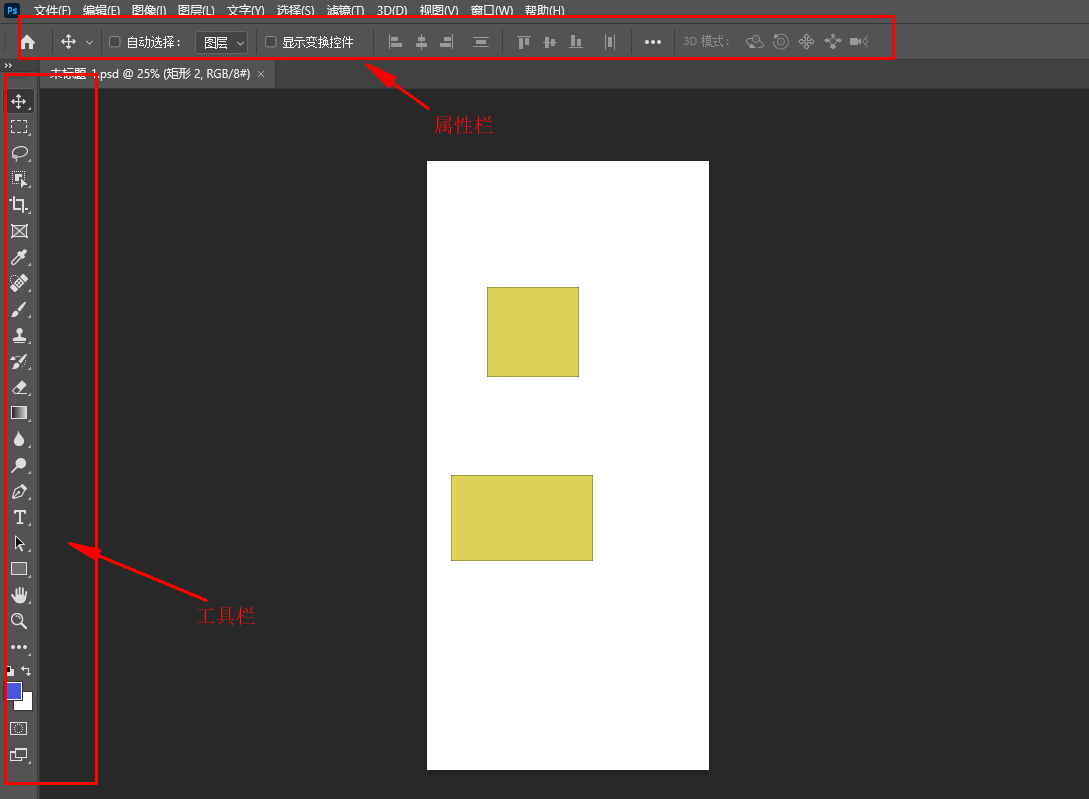 Ps 文件(F) 编辑(E) 图像(I) 图层(L) 文字(Y) 选择(S) 滤镜(T) 3D(D) 视图(V) 窗口(W) 帮助(H)
自动选择： 图层 显示变换控件 ••• 3D 模式：
未标题-1.psd @ 25% (矩形 2, RGB/8#) ×
属性栏
T
工具栏